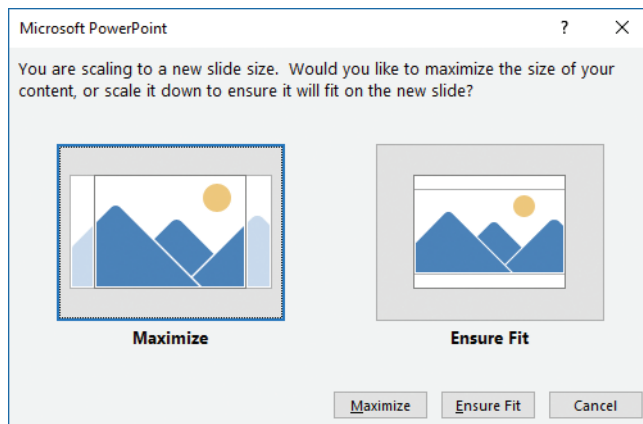 Microsoft PowerPoint ? ×
You are scaling to a new slide size.  Would you like to maximize the size of your
content, or scale it down to ensure it will fit on the new slide?
Maximize Ensure Fit
Maximize Ensure Fit Cancel